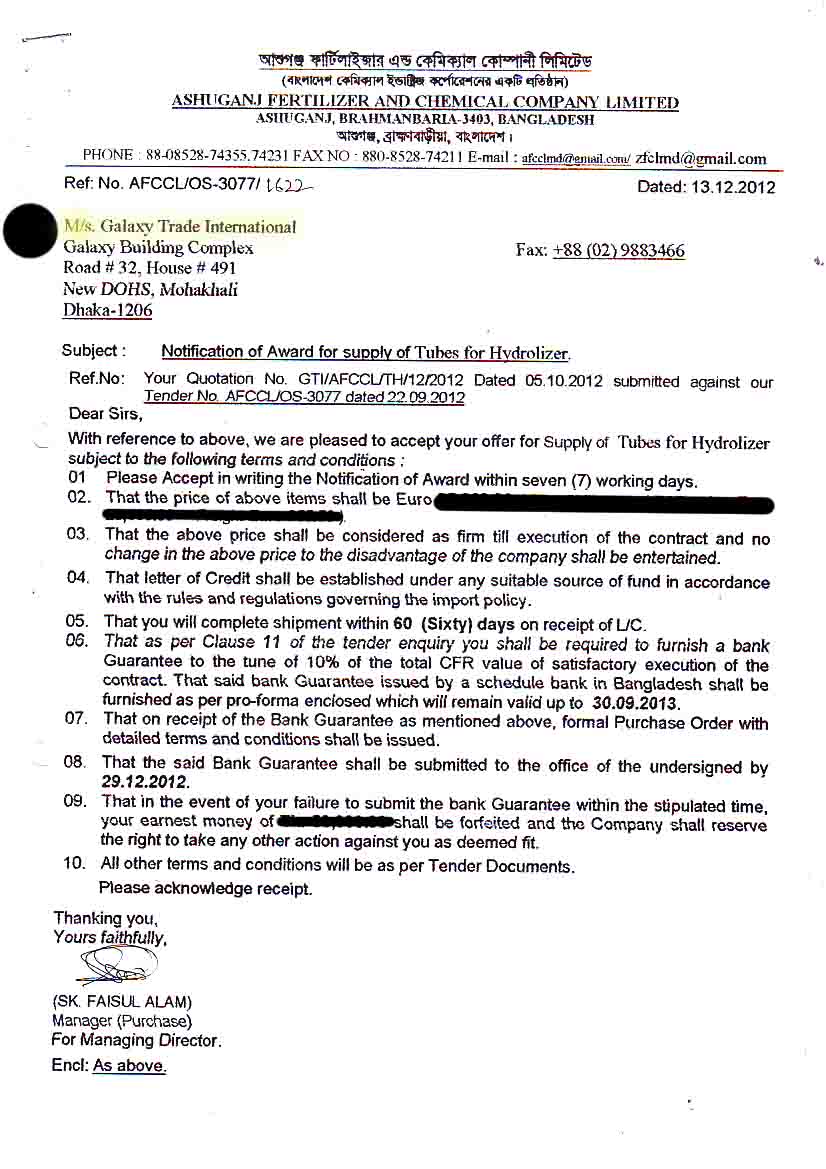 আশুগঞ্জ ফার্টিলাইজার এন্ড কেমিক্যাল কোম্পানী লিমিটেড
(বাংলাদেশ কেমিক্যাল ইন্ডাষ্ট্রিজ কর্পোরেশনের একটি প্রতিষ্ঠান)
ASHUGANJ FERTILIZER AND CHEMICAL COMPANY LIMITED
ASHUGANJ, BRAHMANBARIA-3403, BANGLADESH
আশুগঞ্জ, ব্রাহ্মণবাড়ীয়া, বাংলাদেশ।
PHONE : 88-08528-74355.74231 FAX NO : 880-8528-74211 E-mail : afcclmd@gmail.com/ zfclmd@gmail.com
Ref: No. AFCCL/OS-3077/ 1622 Dated: 13.12.2012
M/s. Galaxy Trade International
Galaxy Building Complex Fax: +88 (02) 9883466
Road # 32, House # 491
New DOHS, Mohakhali
Dhaka-1206
Subject : Notification of Award for supply of Tubes for Hydrolizer.
Ref.No: Your Quotation No. GTI/AFCCL/TH/12/2012 Dated 05.10.2012 submitted against our
Tender No. AFCCL/OS-3077 dated 22.09.2012
Dear Sirs,
With reference to above, we are pleased to accept your offer for Supply of Tubes for Hydrolizer
subject to the following terms and conditions :
01 Please Accept in writing the Notification of Award within seven (7) working days.
02. That the price of above items shall be Euro
03. That the above price shall be considered as firm till execution of the contract and no
change in the above price to the disadvantage of the company shall be entertained.
04. That letter of Credit shall be established under any suitable source of fund in accordance
with the rules and regulations governing the import policy.
05. That you will complete shipment within 60 (Sixty) days on receipt of L/C.
06. That as per Clause 11 of the tender enquiry you shall be required to furnish a bank
Guarantee to the tune of 10% of the total CFR value of satisfactory execution of the
contract. That said bank Guarantee issued by a schedule bank in Bangladesh shall be
furnished as per pro-forma enclosed which will remain valid up to 30.09.2013.
07. That on receipt of the Bank Guarantee as mentioned above, formal Purchase Order with
detailed terms and conditions shall be issued.
08. That the said Bank Guarantee shall be submitted to the office of the undersigned by
29.12.2012.
09. That in the event of your failure to submit the bank Guarantee within the stipulated time,
your earnest money of shall be forfeited and the Company shall reserve
the right to take any other action against you as deemed fit.
10. All other terms and conditions will be as per Tender Documents.
Please acknowledge receipt.
Thanking you,
Yours faithfully,
(SK. FAISUL ALAM)
Manager (Purchase)
For Managing Director.
Encl: As above.